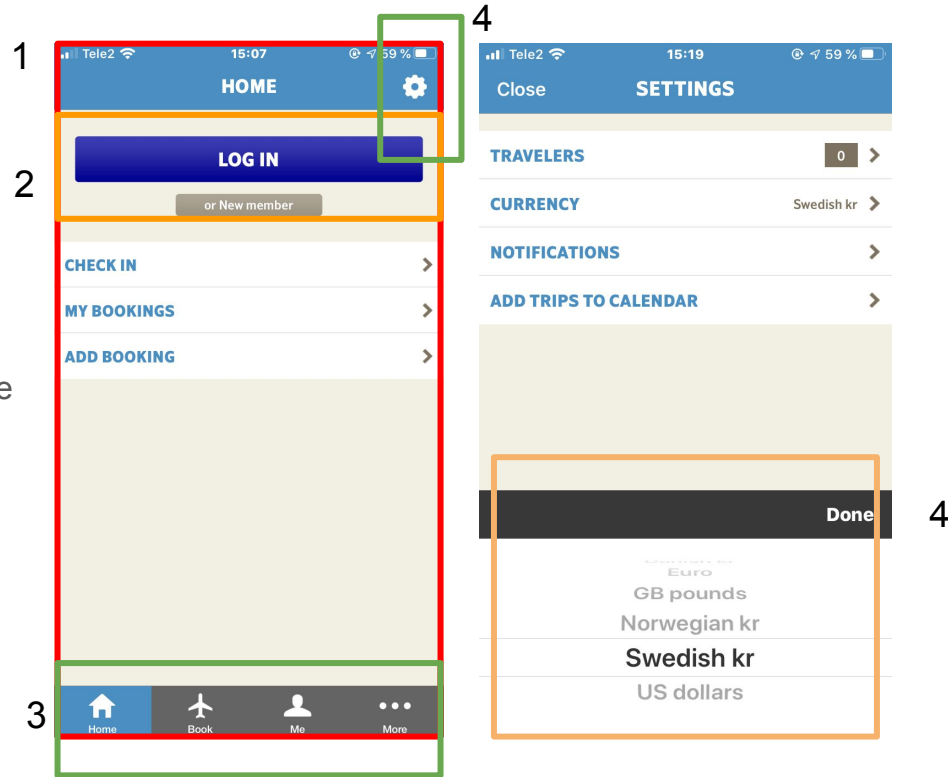 4
1
Tele2 15:07 59 %
HOME
LOG IN
or New member
2
CHECK IN
MY BOOKINGS
ADD BOOKING
e
3
Home Book Me More
Tele2 15:19 59 %
Close SETTINGS
TRAVELERS 0
CURRENCY Swedish kr
NOTIFICATIONS
ADD TRIPS TO CALENDAR
Done
4
Euro
GB pounds
Norwegian kr
Swedish kr
US dollars